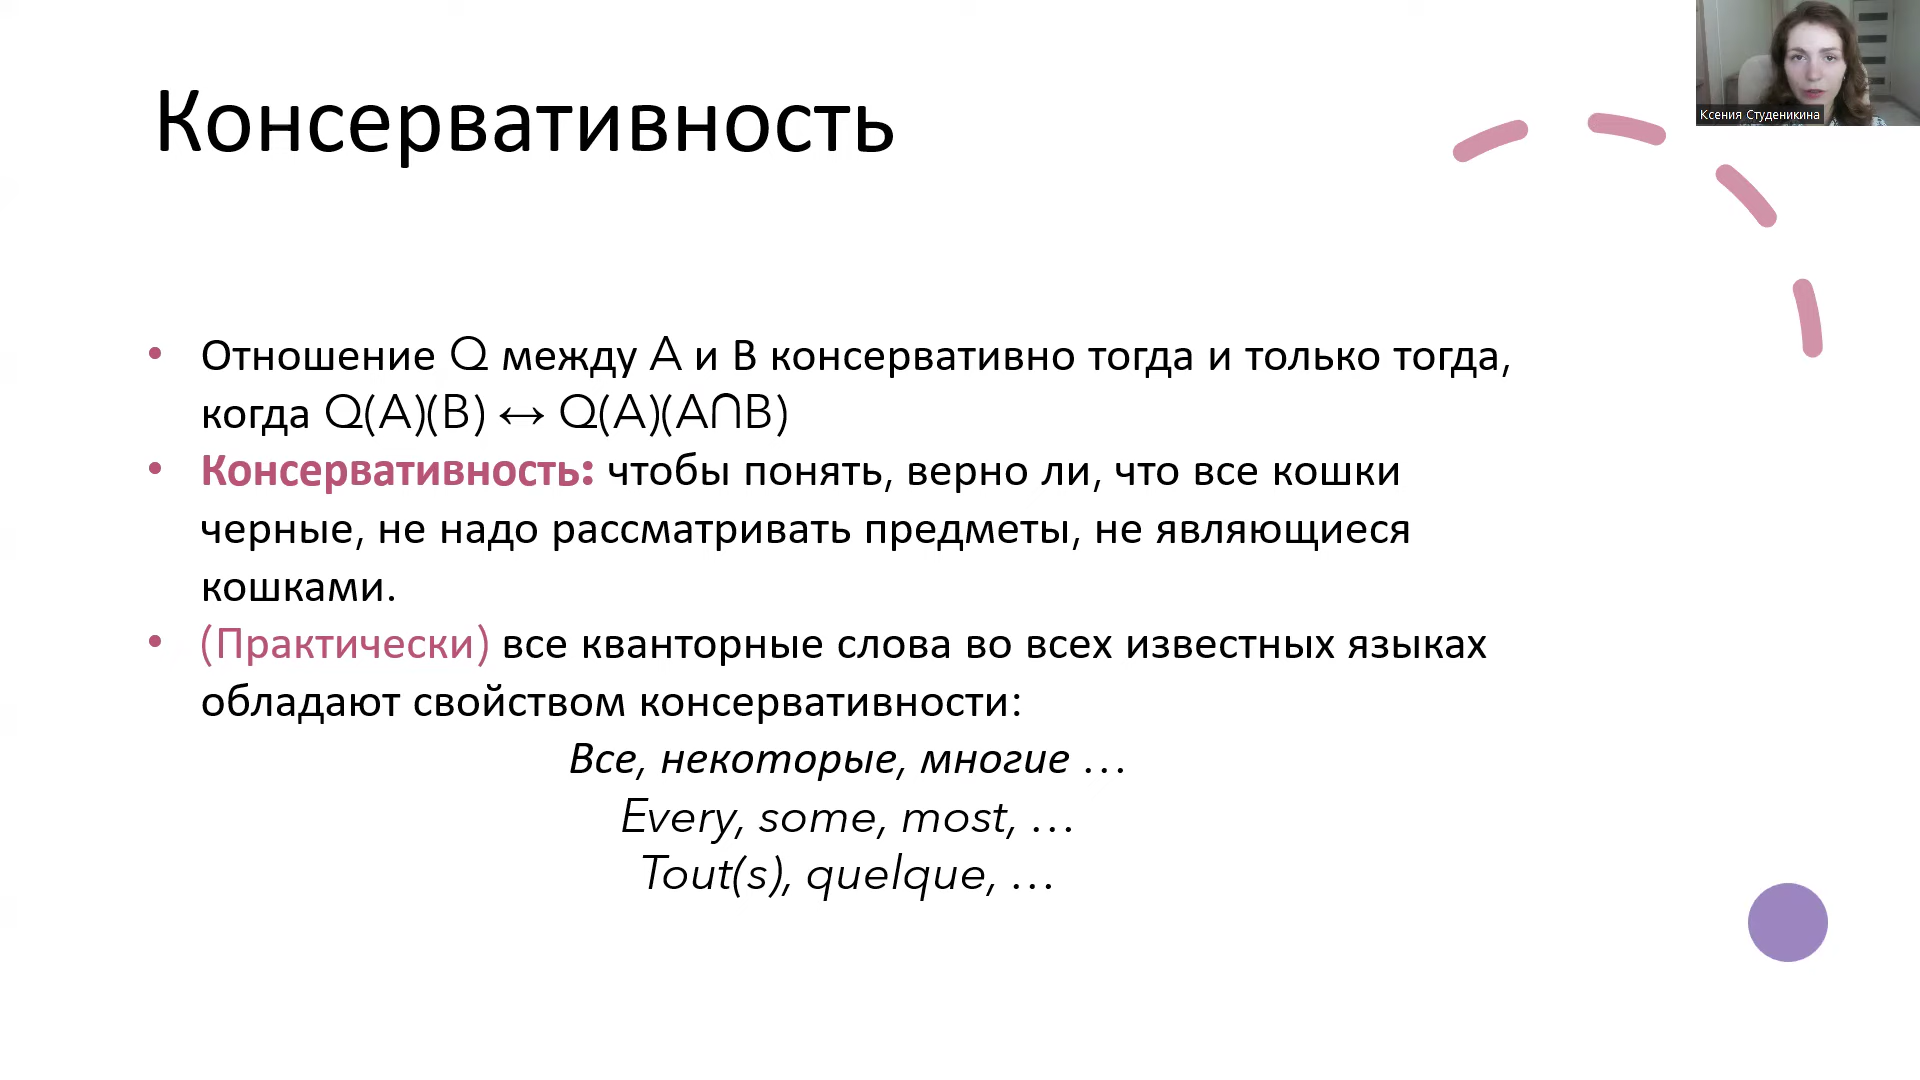 Консервативность
Ксения Студеникина
• Отношение Q между A и B консервативно тогда и только тогда,
когда Q(A)(B) ↔ Q(A)(A∩B)
• Консервативность: чтобы понять, верно ли, что все кошки
черные, не надо рассматривать предметы, не являющиеся
кошками.
• (Практически) все кванторные слова во всех известных языках
обладают свойством консервативности:
Все, некоторые, многие …
Every, some, most, …
Tout(s), quelque, …